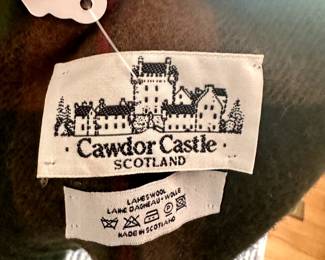 · Cawdor Castle ·
SCOTLAND
LAMBSWOOL
LAINE D'AGNEAU · WOLLE
MADE IN SCOTLAND